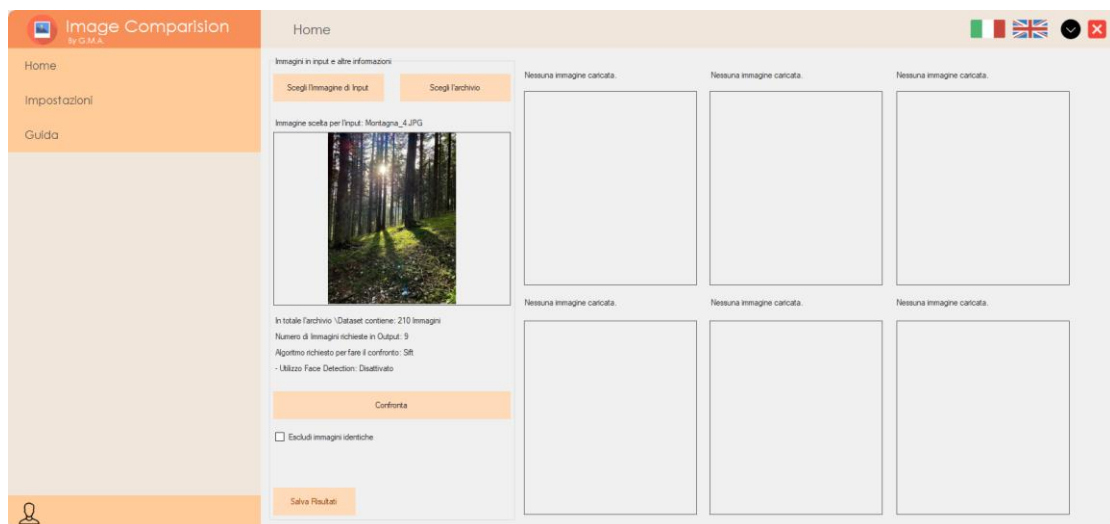 Image Comparision
By G.M.A.
Home
Home
Impostazioni
Guida
Immagini in input e altre informazioni
Scegli l'Immagine di Input
Scegli l'archivio
Immagine scelta per l'input: Montagna_4.JPG
In totale l'archivio \Dataset contiene: 210 Immagini
Numero di Immagini richieste in Output: 9
Algoritmo richiesto per fare il confronto: Sift
- Utilizzo Face Detection: Disattivato
Confronta
Escludi immagini identiche
Salva Risultati
Nessuna immagine caricata.
Nessuna immagine caricata.
Nessuna immagine caricata.
Nessuna immagine caricata.
Nessuna immagine caricata.
Nessuna immagine caricata.